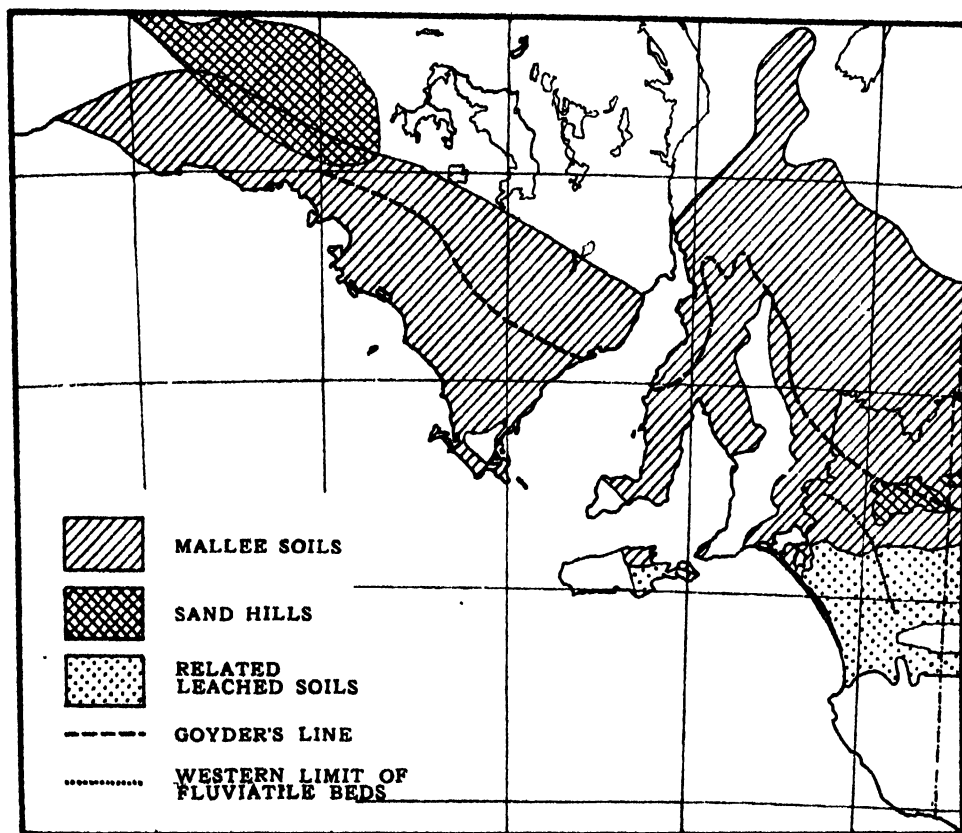 MALLEE SOILS
SAND HILLS
RELATED
LEACHED SOILS
GOYDER'S LINE
WESTERN LIMIT OF
FLUVIATILE BEDS